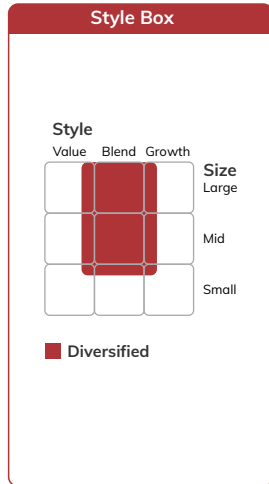 Style Box
Style
Value Blend Growth
Size
Large
Mid
Small
Diversified